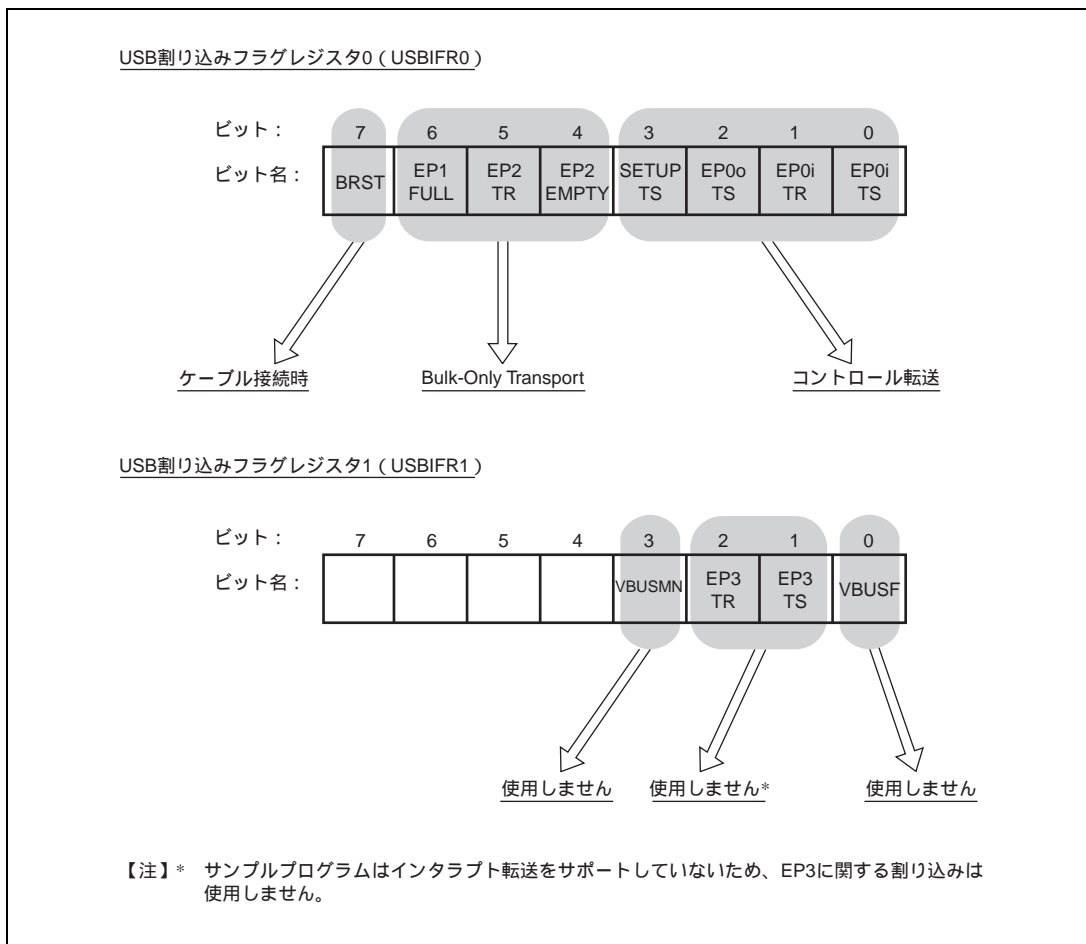 USB割り込みフラグレジスタ0（USBIFR0）
ビット： 7 6 5 4 3 2 1 0
ビット名： BRST EP1 FULL EP2 TR EP2 EMPTY SETUP TS EP0o TS EP0i TR EP0i TS
ケーブル接続時 Bulk-Only Transport コントロール転送
USB割り込みフラグレジスタ1（USBIFR1）
ビット： 7 6 5 4 3 2 1 0
ビット名： VBUSMN EP3 TR EP3 TS VBUSF
使用しません 使用しません* 使用しません
【注】* サンプルプログラムはインタラプト転送をサポートしていないため、EP3に関する割り込みは
使用しません。